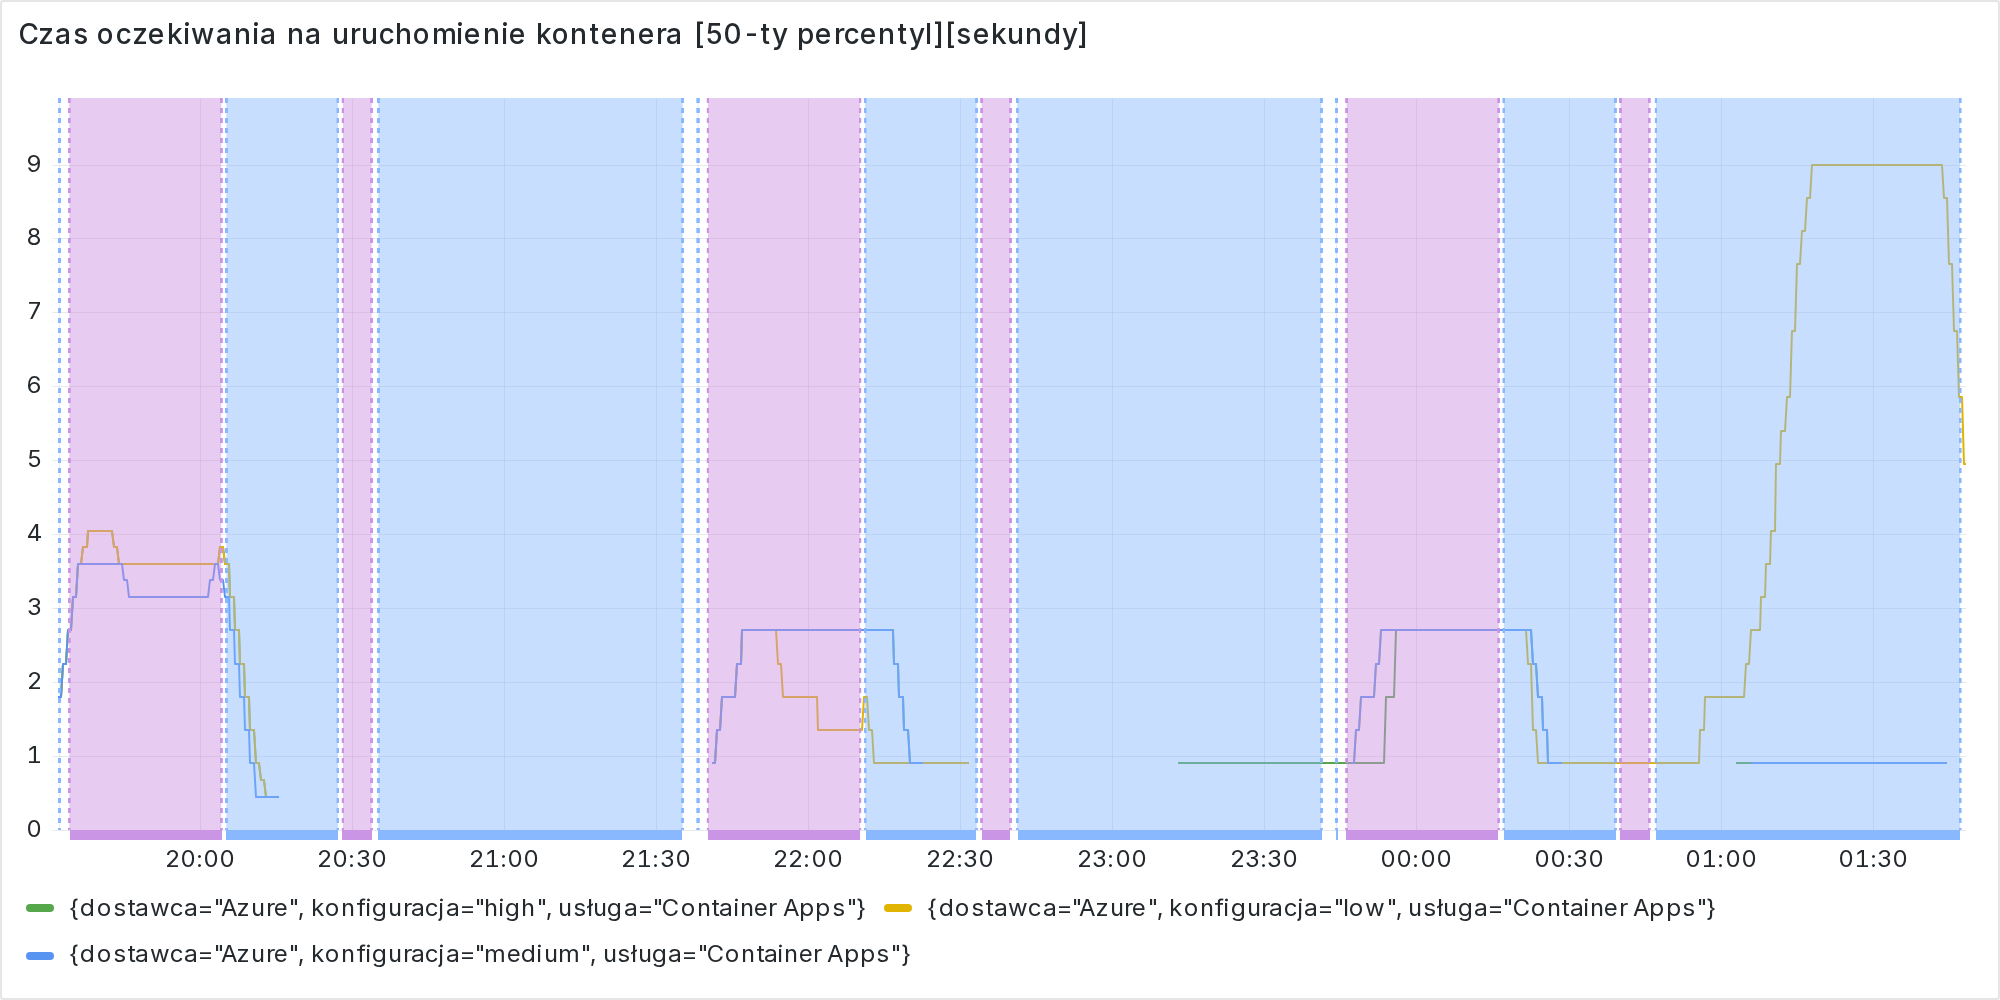 Czas oczekiwania na uruchomienie kontenera [50-ty percentyl][sekundy]
9
8
7
6
5
4
3
2
1
0
20:00 20:30 21:00 21:30 22:00 22:30 23:00 23:30 00:00 00:30 01:00 01:30
{dostawca="Azure", konfiguracja="high", usługa="Container Apps"} {dostawca="Azure", konfiguracja="low", usługa="Container Apps"}
{dostawca="Azure", konfiguracja="medium", usługa="Container Apps"}